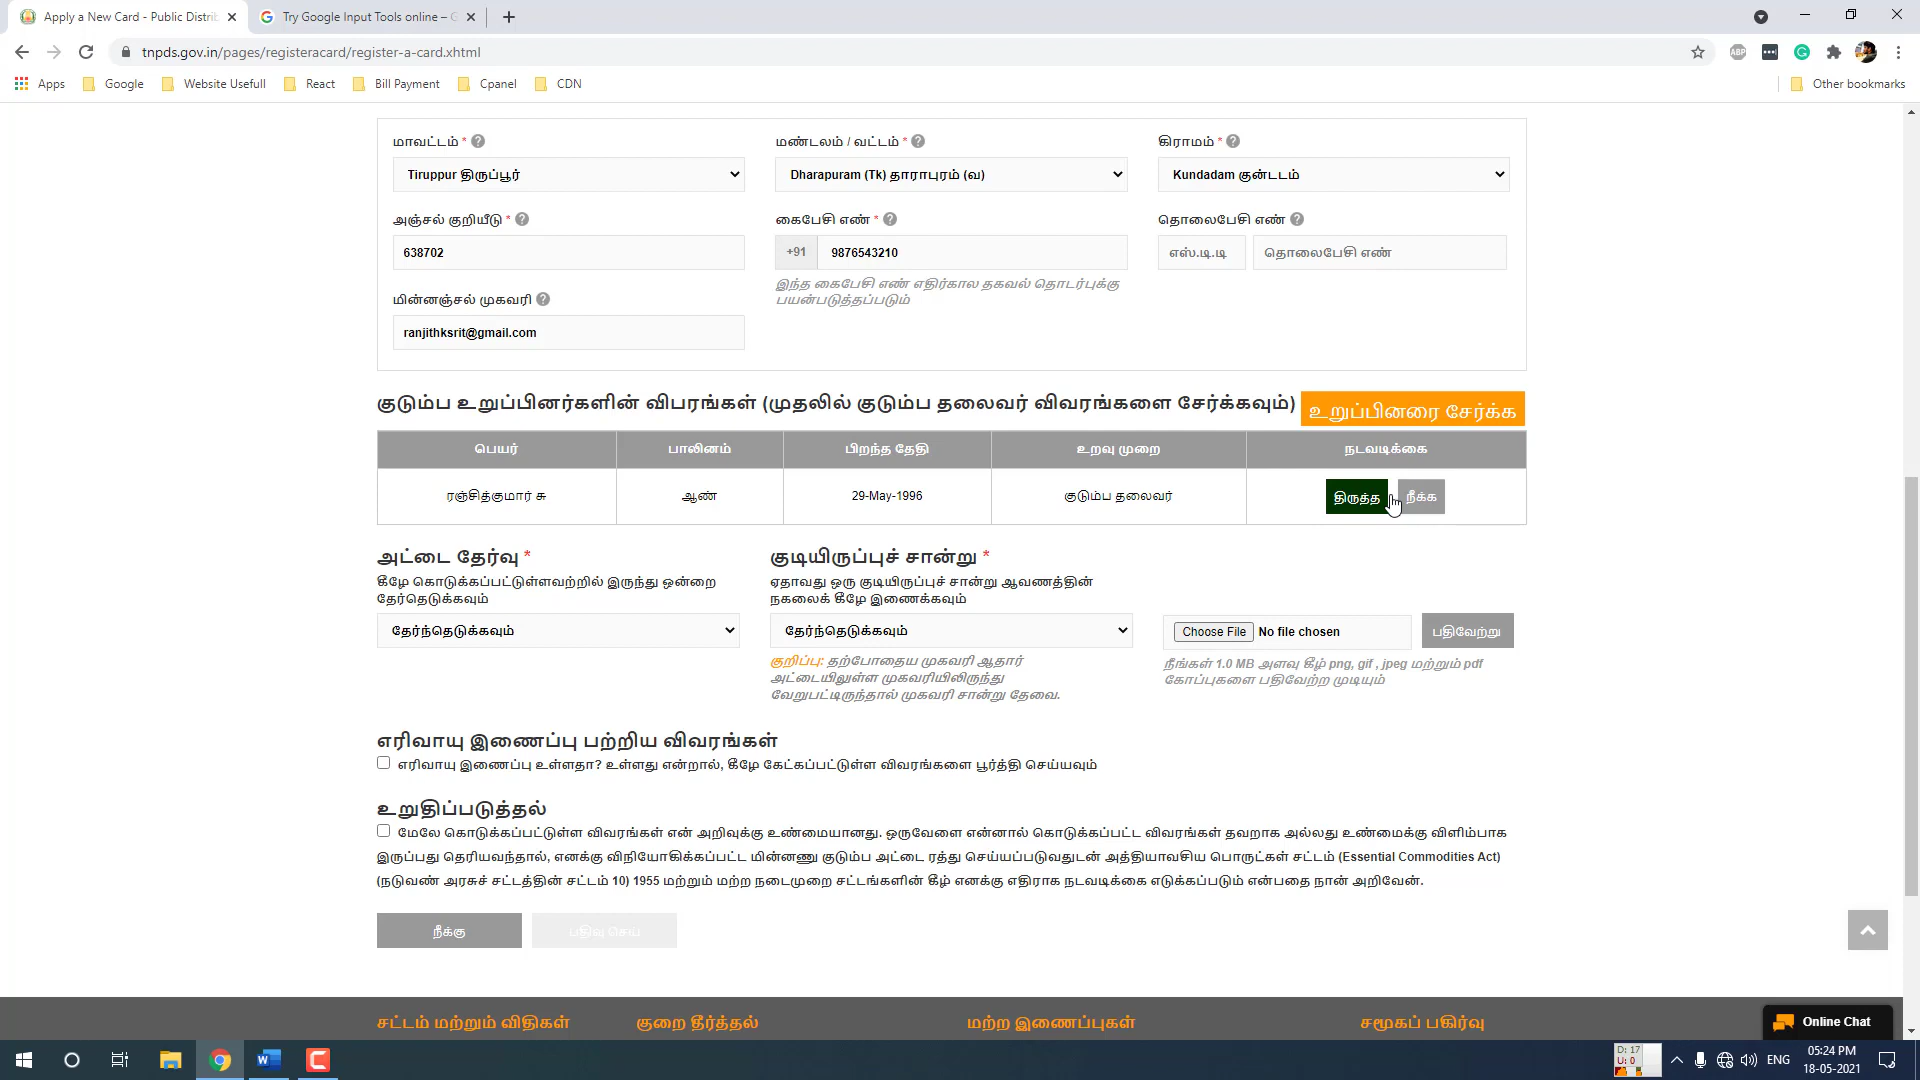 Apply a New Card - Public Distrib
Try Google Input Tools online – G
tnpds.gov.in/pages/registeracard/register-a-card.xhtml
ABP
Apps Google Website Usefull React Bill Payment Cpanel CDN Other bookmarks
மாவட்டம் * ? மண்டலம் / வட்டம் * ? கிராமம் * ?
Tiruppur திருப்பூர் Dharapuram (Tk) தாராபுரம் (வ) Kundadam குன்டடம்
அஞ்சல் குறியீடு * ? கைபேசி எண் * ? தொலைபேசி எண் ?
638702 +91 9876543210 எஸ்.டி.டி தொலைபேசி எண்
இந்த கைபேசி எண் எதிர்கால தகவல் தொடர்புக்கு
பயன்படுத்தப்படும்
மின்னஞ்சல் முகவரி ?
ranjithksrit@gmail.com
குடும்ப உறுப்பினர்களின் விபரங்கள் (முதலில் குடும்ப தலைவர் விவரங்களை சேர்க்கவும்) உறுப்பினரை சேர்க்க
பெயர் பாலினம் பிறந்த தேதி உறவு முறை நடவடிக்கை
ரஞ்சித்குமார் சு ஆண் 29-May-1996 குடும்ப தலைவர் திருத்த நீக்க
அட்டை தேர்வு * குடியிருப்புச் சான்று *
கீழே கொடுக்கப்பட்டுள்ளவற்றில் இருந்து ஒன்றை ஏதாவது ஒரு குடியிருப்புச் சான்று ஆவணத்தின்
தேர்தெடுக்கவும் நகலைக் கீழே இணைக்கவும்
தேர்ந்தெடுக்கவும் தேர்ந்தெடுக்கவும் Choose File No file chosen பதிவேற்று
குறிப்பு: தற்போதைய முகவரி ஆதார் நீங்கள் 1.0 MB அளவு கீழ் png, gif , jpeg மற்றும் pdf
அட்டையிலுள்ள முகவரியிலிருந்து கோப்புகளை பதிவேற்ற முடியும்
வேறுபட்டிருந்தால் முகவரி சான்று தேவை.
எரிவாயு இணைப்பு பற்றிய விவரங்கள்
எரிவாயு இணைப்பு உள்ளதா? உள்ளது என்றால், கீழே கேட்கப்பட்டுள்ள விவரங்களை பூர்த்தி செய்யவும்
உறுதிப்படுத்தல்
மேலே கொடுக்கப்பட்டுள்ள விவரங்கள் என் அறிவுக்கு உண்மையானது. ஒருவேளை என்னால் கொடுக்கப்பட்ட விவரங்கள் தவறாக அல்லது உண்மைக்கு விளிம்பாக
இருப்பது தெரியவந்தால், எனக்கு விநியோகிக்கப்பட்ட மின்னணு குடும்ப அட்டை ரத்து செய்யப்படுவதுடன் அத்தியாவசிய பொருட்கள் சட்டம் (Essential Commodities Act)
(நடுவண் அரசுச் சட்டத்தின் சட்டம் 10) 1955 மற்றும் மற்ற நடைமுறை சட்டங்களின் கீழ் எனக்கு எதிராக நடவடிக்கை எடுக்கப்படும் என்பதை நான் அறிவேன்.
நீக்கு பதிவு செய்
சட்டம் மற்றும் விதிகள் குறை தீர்த்தல் மற்ற இணைப்புகள் சமூகப் பகிர்வு
Online Chat
D: 17
U: 0
ENG
05:24 PM
18-05-2021